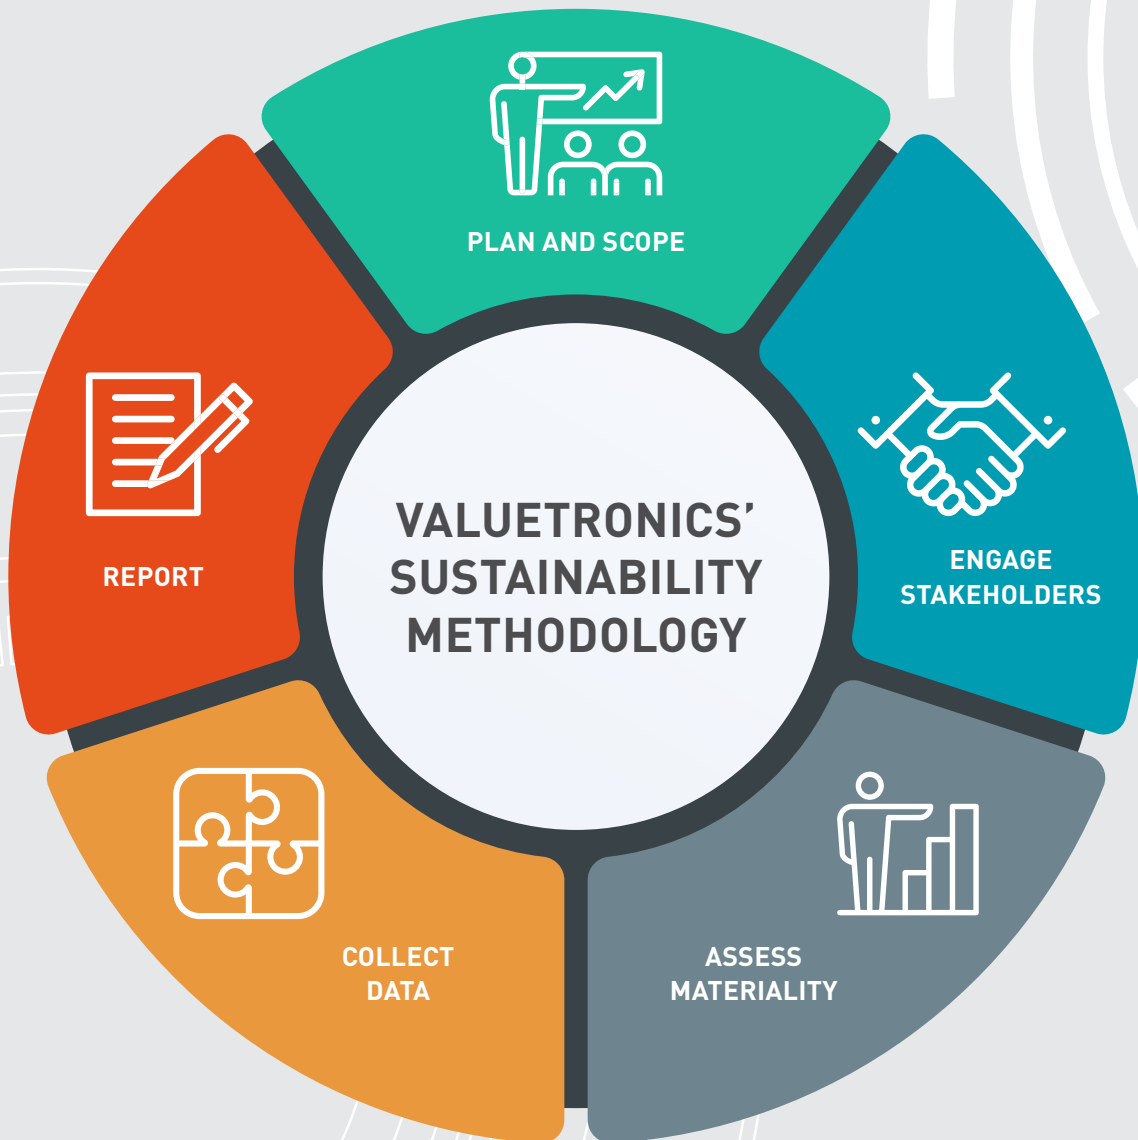 PLAN AND SCOPE
ENGAGE
STAKEHOLDERS
ASSESS
MATERIALITY
COLLECT
DATA
REPORT
VALUETRONICS’
SUSTAINABILITY
METHODOLOGY